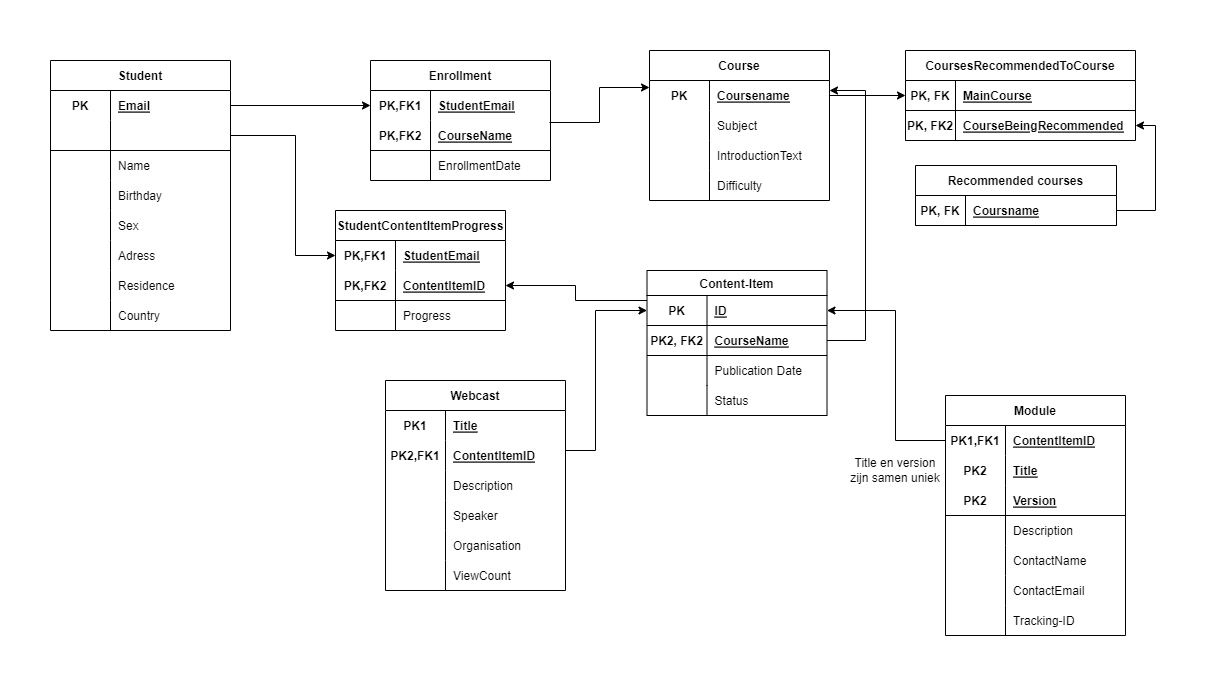 Student
PK Email
Name
Birthday
Sex
Adress
Residence
Country
Enrollment
PK,FK1 StudentEmail
PK,FK2 CourseName
EnrollmentDate
StudentContentItemProgress
PK,FK1 StudentEmail
PK,FK2 ContentItemID
Progress
Course
PK Coursename
Subject
IntroductionText
Difficulty
CoursesRecommendedToCourse
PK, FK MainCourse
PK, FK2 CourseBeingRecommended
Recommended courses
PK, FK Coursname
Content-Item
PK ID
PK2, FK2 CourseName
Publication Date
Status
Webcast
PK1 Title
PK2,FK1 ContentItemID
Description
Speaker
Organisation
ViewCount
Title en version
zijn samen uniek
Module
PK1,FK1 ContentItemID
PK2 Title
PK2 Version
Description
ContactName
ContactEmail
Tracking-ID